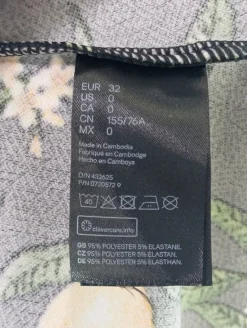 EUR 32
US 0
CA 0
CN 155/76A
MX 0
Made in Cambodia
Fabriqué en Cambodge
Hecho en Camboya
O/N 432625
P/N 0720572 9
40
clevercare.info
GB 95% POLYESTER 5% ELASTANE.
CZ 95% POLYESTER 5% ELASTAN.
DE 95% POLYESTER 5% ELASTHAN.